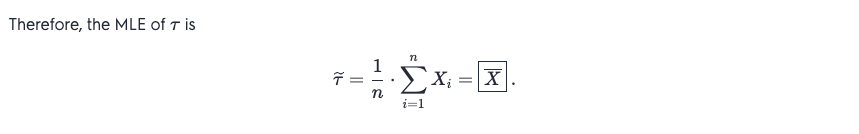 Therefore, the MLE of τ is
τ̃ = 1/n · ∑_{i=1}^{n} X_i = X̅ .